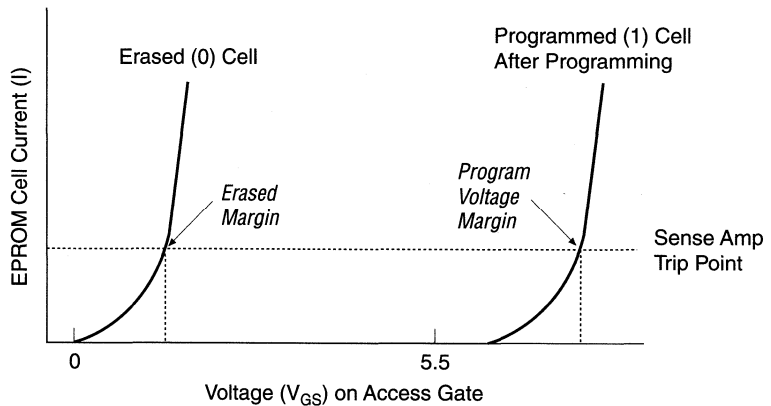 Erased (0) Cell
Programmed (1) Cell
After Programming
EPROM Cell Current (I)
Erased
Margin
Program
Voltage
Margin
Sense Amp
Trip Point
0
5.5
Voltage (VGS) on Access Gate